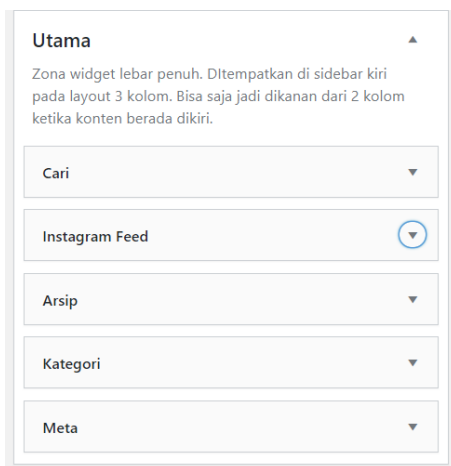 Utama
Zona widget lebar penuh. DItempatkan di sidebar kiri
pada layout 3 kolom. Bisa saja jadi dikanan dari 2 kolom
ketika konten berada dikiri.
Cari
Instagram Feed
Arsip
Kategori
Meta